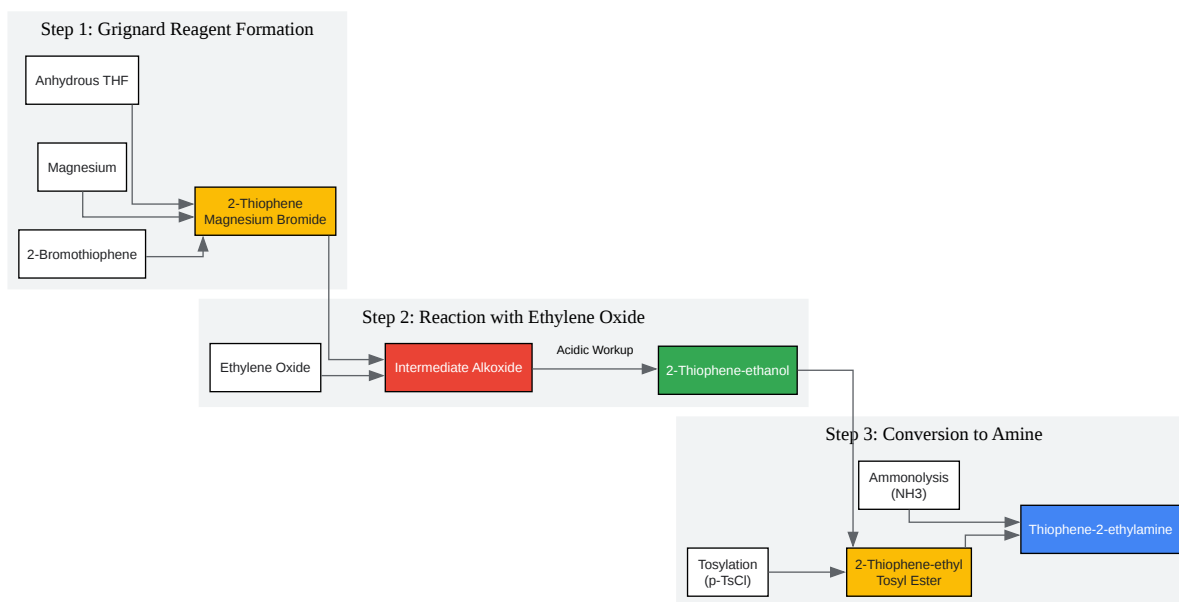 Step 1: Grignard Reagent Formation
Anhydrous THF
Magnesium
2-Thiophene
Magnesium Bromide
2-Bromothiophene
Step 2: Reaction with Ethylene Oxide
Ethylene Oxide
Intermediate Alkoxide
Acidic Workup
2-Thiophene-ethanol
Step 3: Conversion to Amine
Ammonolysis
(NH3)
Thiophene-2-ethylamine
Tosylation
(p-TsCl)
2-Thiophene-ethyl
Tosyl Ester